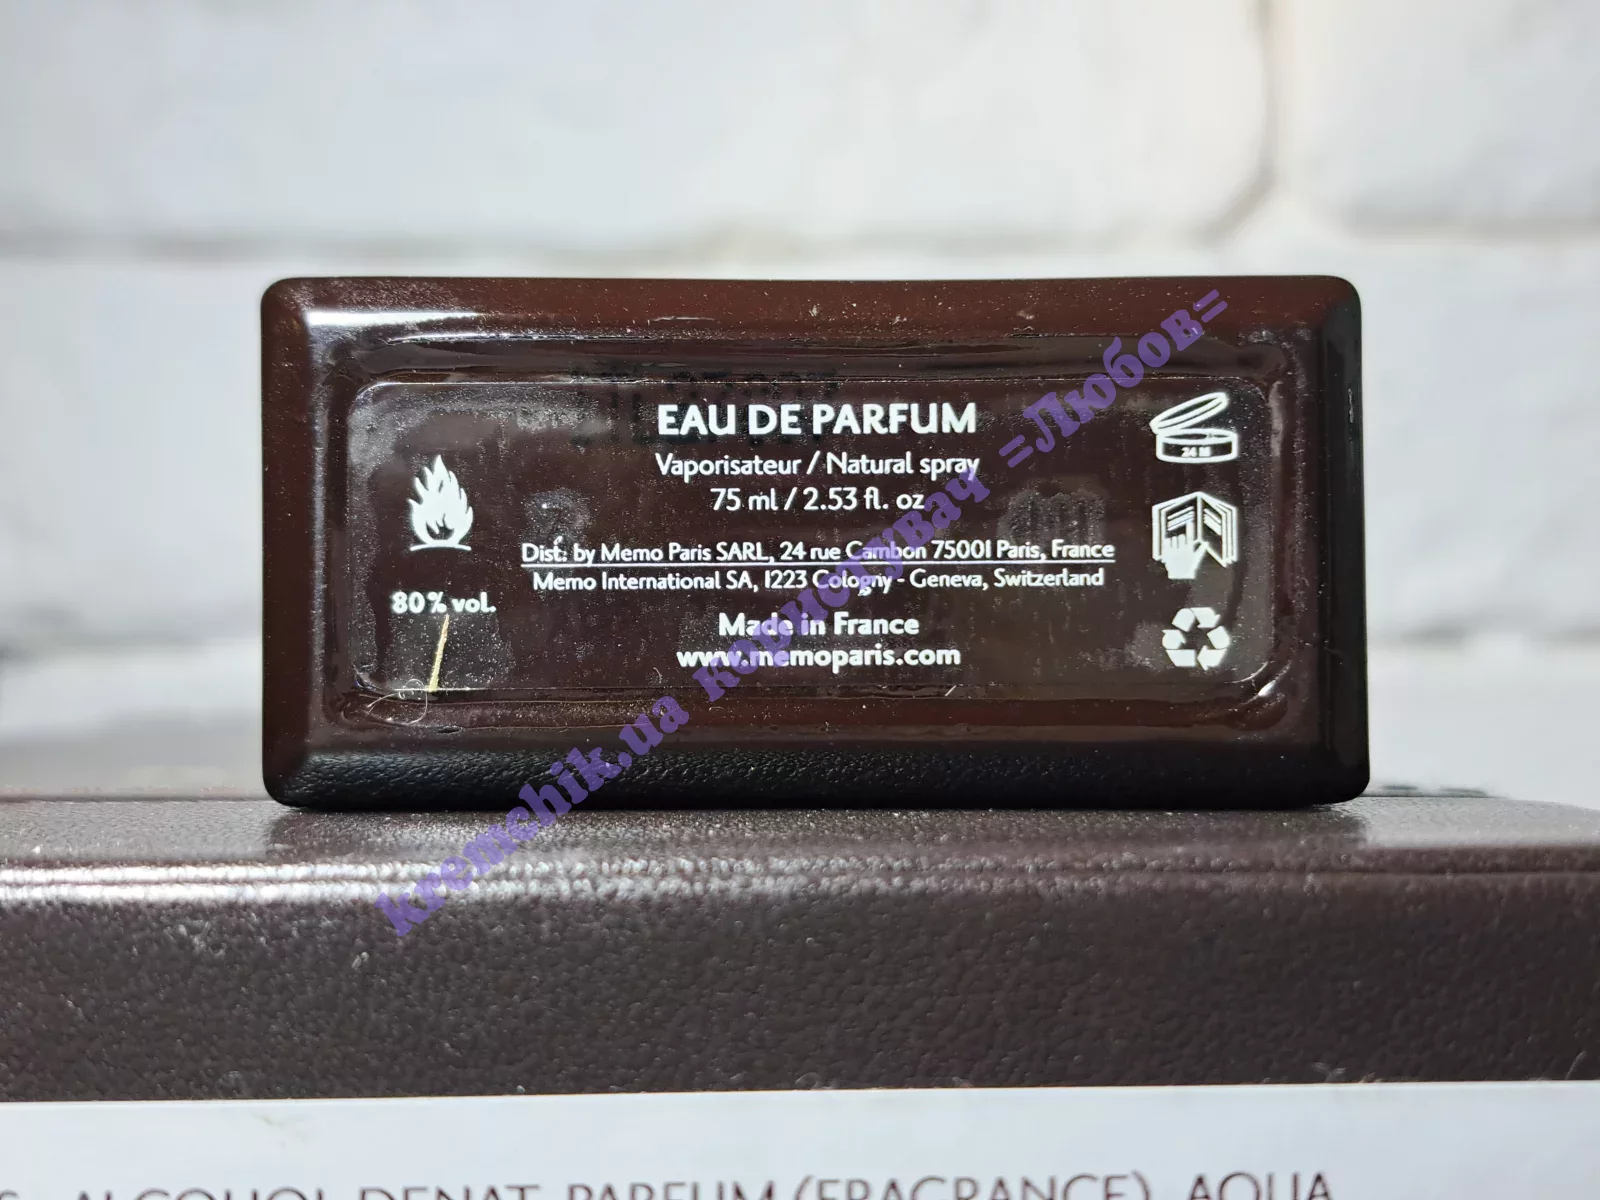 EAU DE PARFUM
Vaporisateur / Natural spray
75 ml / 2.53 fl. oz
24 M
80% vol.
Dist. by Memo Paris SARL, 24 rue Cambon 75001 Paris, France
Memo International SA, 1223 Cologny - Geneva, Switzerland
Made in France
www.memoparis.com
kremchik.ua користувач =Любов=
ALCOHOL DENAT. PARFUM (FRAGRANCE), AQUA